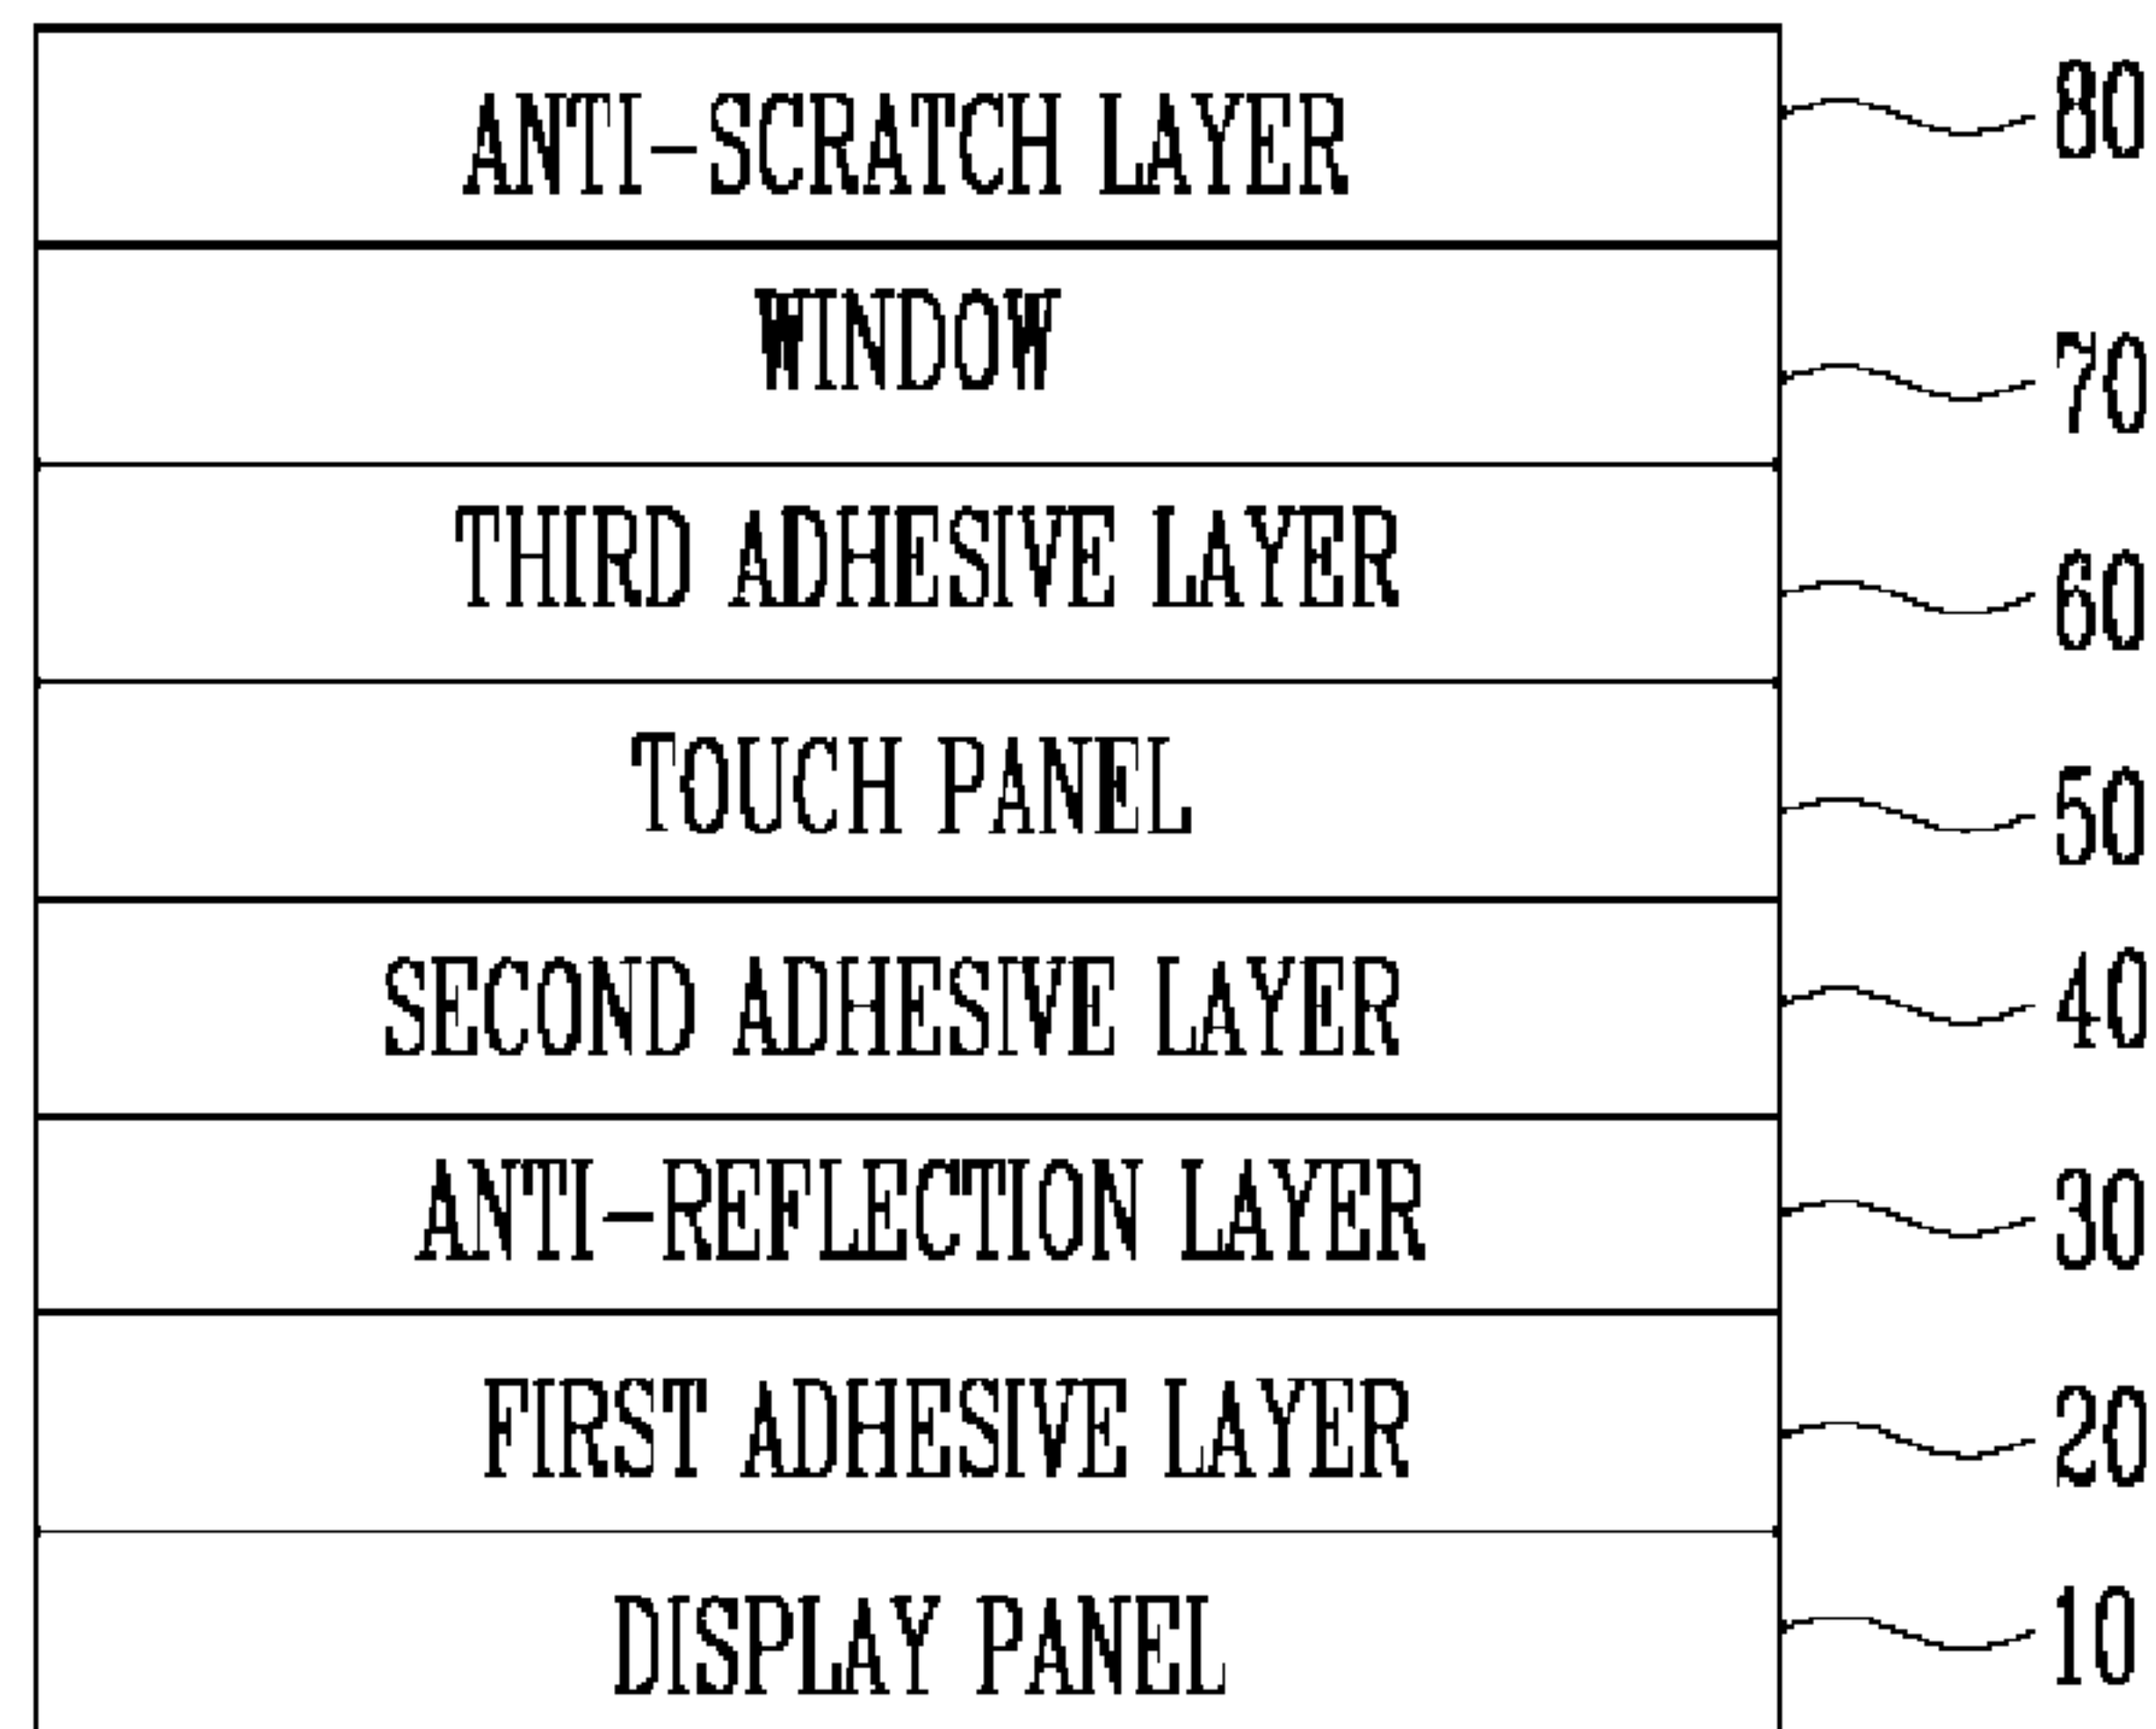 ANTI-SCRATCH LAYER 80
WINDOW 70
THIRD ADHESIVE LAYER 60
TOUCH PANEL 50
SECOND ADHESIVE LAYER 40
ANTI-REFLECTION LAYER 30
FIRST ADHESIVE LAYER 20
DISPLAY PANEL 10